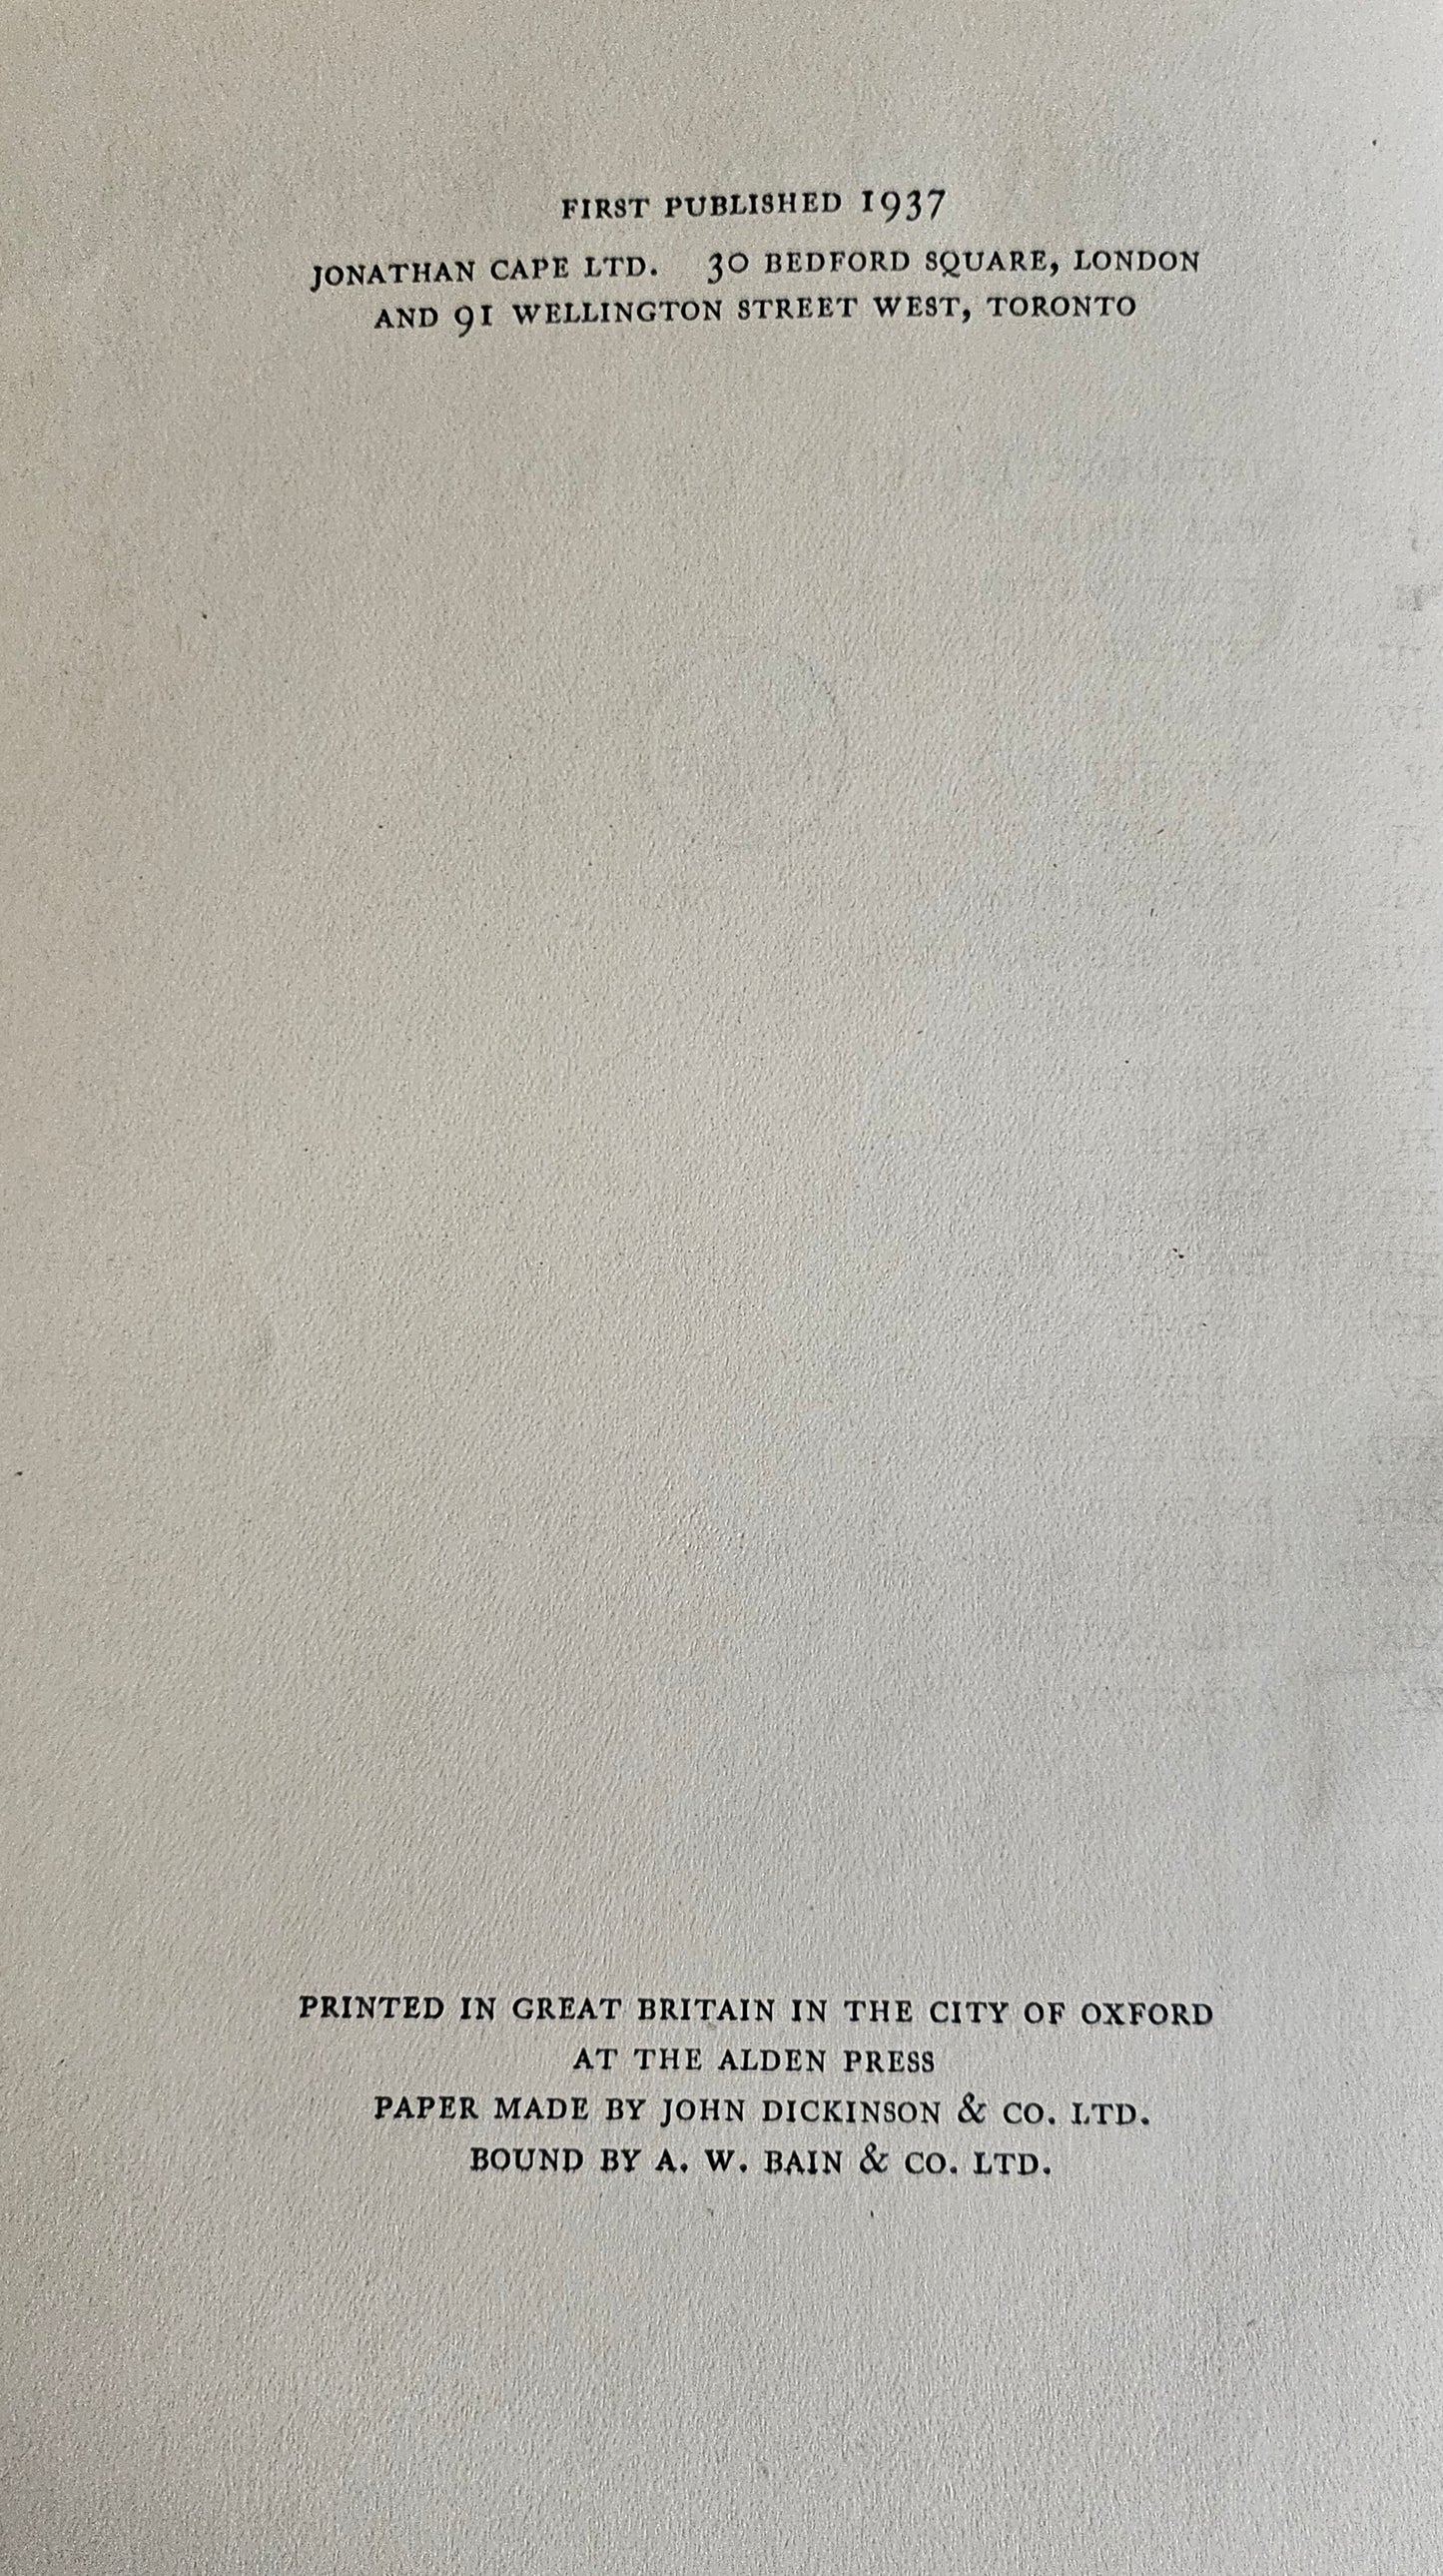 FIRST PUBLISHED 1937
JONATHAN CAPE LTD. 30 BEDFORD SQUARE, LONDON
AND 91 WELLINGTON STREET WEST, TORONTO
PRINTED IN GREAT BRITAIN IN THE CITY OF OXFORD
AT THE ALDEN PRESS
PAPER MADE BY JOHN DICKINSON & CO. LTD.
BOUND BY A. W. BAIN & CO. LTD.